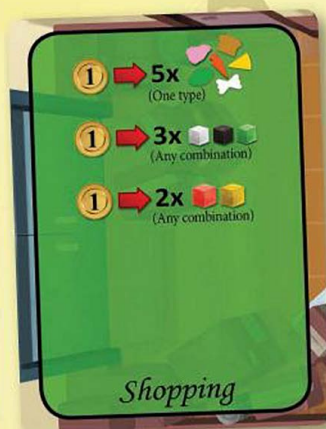 1 5x
(One type)
1 3x
(Any combination)
1 2x
(Any combination)
Shopping